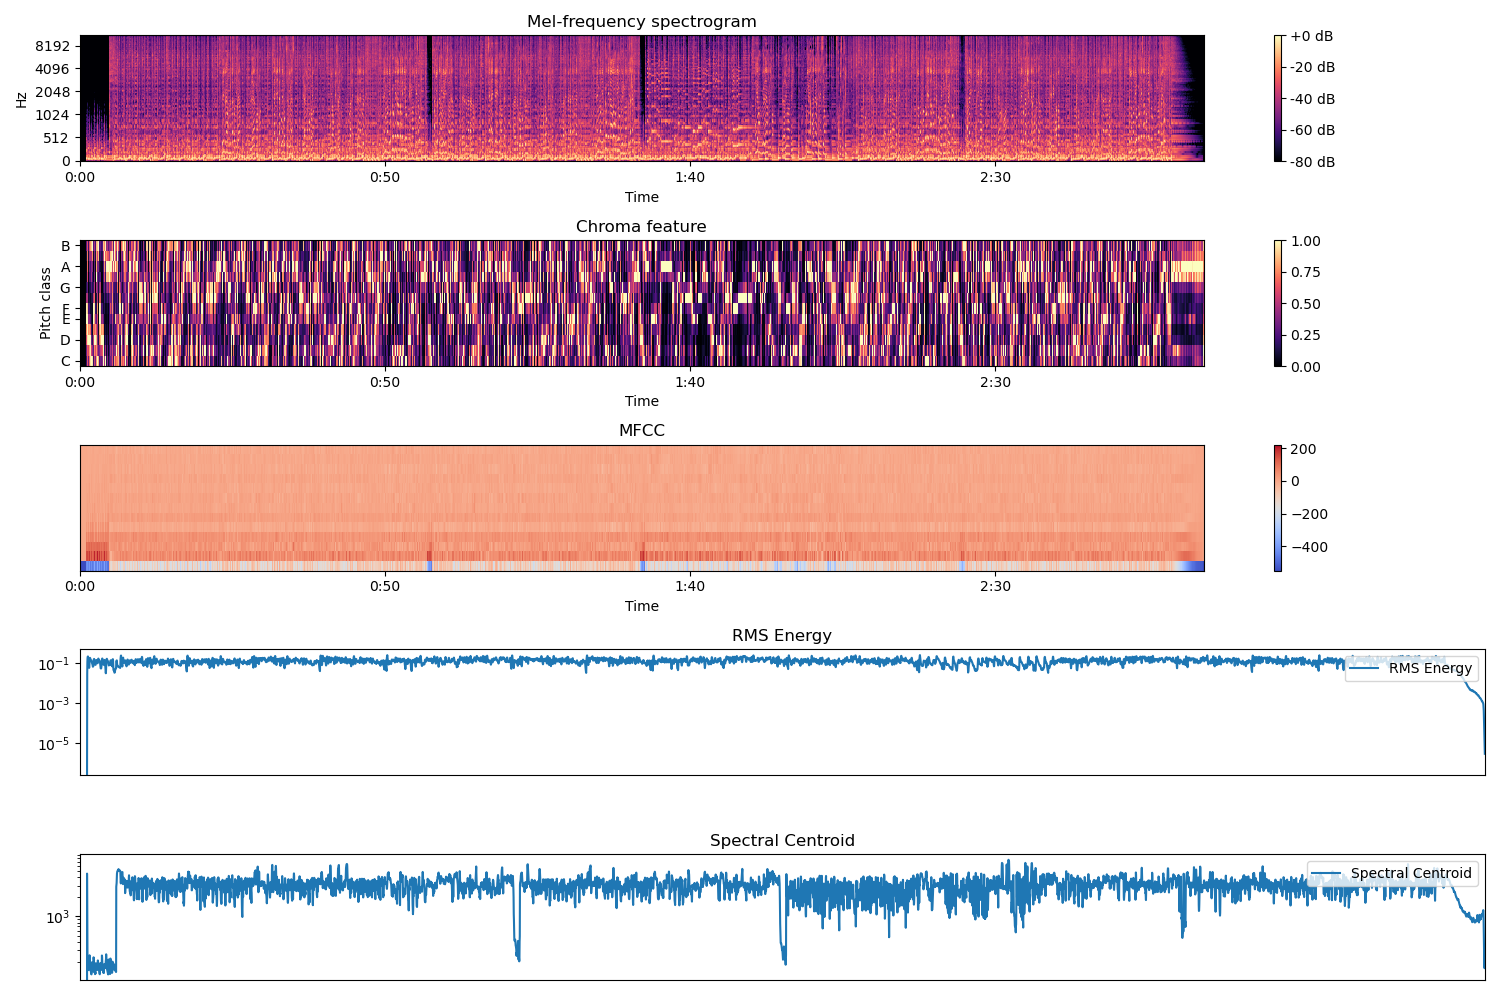 Mel-frequency spectrogram
Hz
8192
4096
2048
1024
512
0
0:00
0:50
1:40
2:30
Time
+0 dB
-20 dB
-40 dB
-60 dB
-80 dB
Chroma feature
Pitch class
B
A
G
F
E
D
C
0:00
0:50
1:40
2:30
Time
1.00
0.75
0.50
0.25
0.00
MFCC
0:00
0:50
1:40
2:30
Time
200
0
−200
−400
RMS Energy
10⁻¹
10⁻³
10⁻⁵
RMS Energy
Spectral Centroid
10³
Spectral Centroid